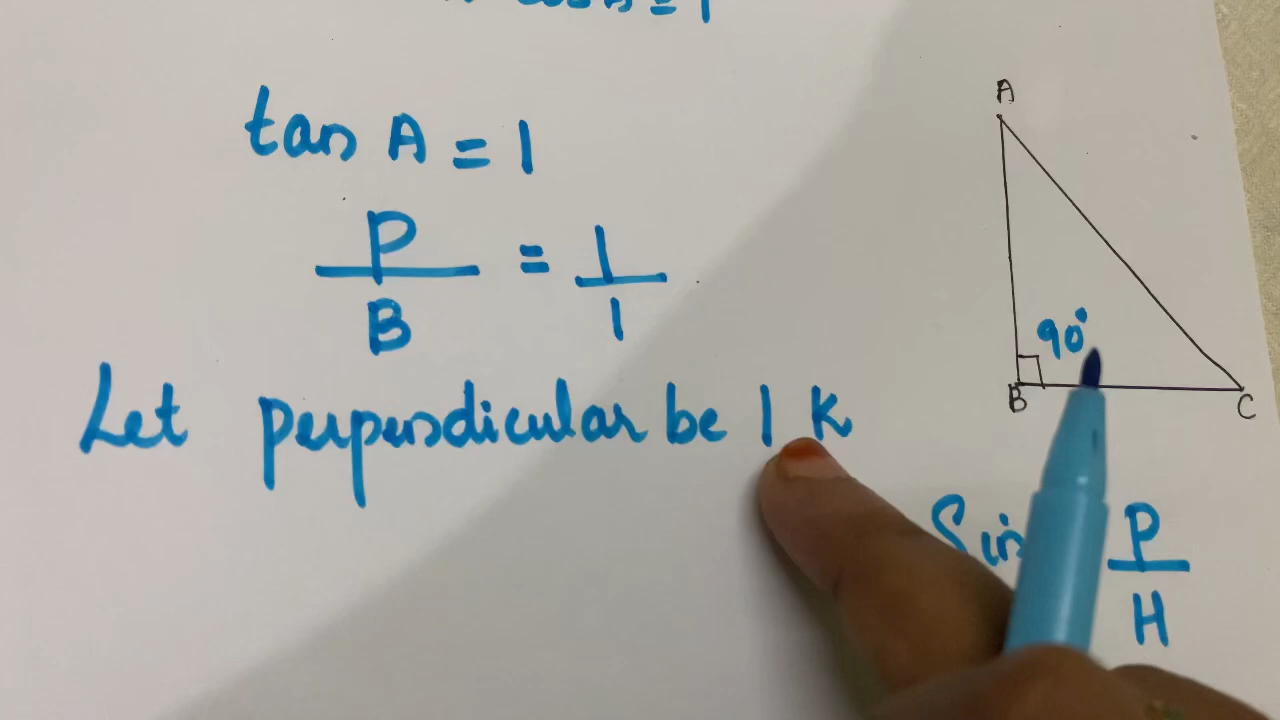 tan A = 1
P
B
=
1
1
Let perpendicular be 1 K
A
90°
B
C
Sin
P
H